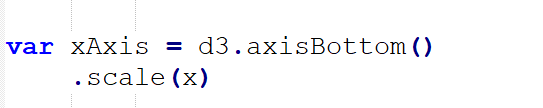 var xAxis = d3.axisBottom()
.scale(x)